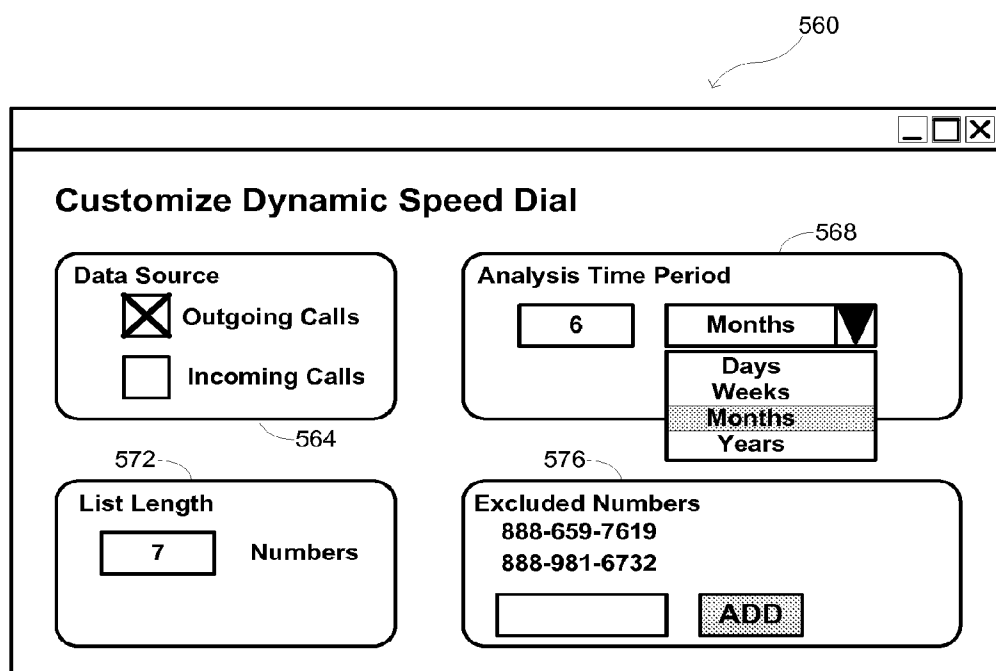 560
Customize Dynamic Speed Dial
Data Source
Outgoing Calls
Incoming Calls
564
568
Analysis Time Period
6 Months
Days
Weeks
Months
Years
572
List Length
7 Numbers
576
Excluded Numbers
888-659-7619
888-981-6732
ADD